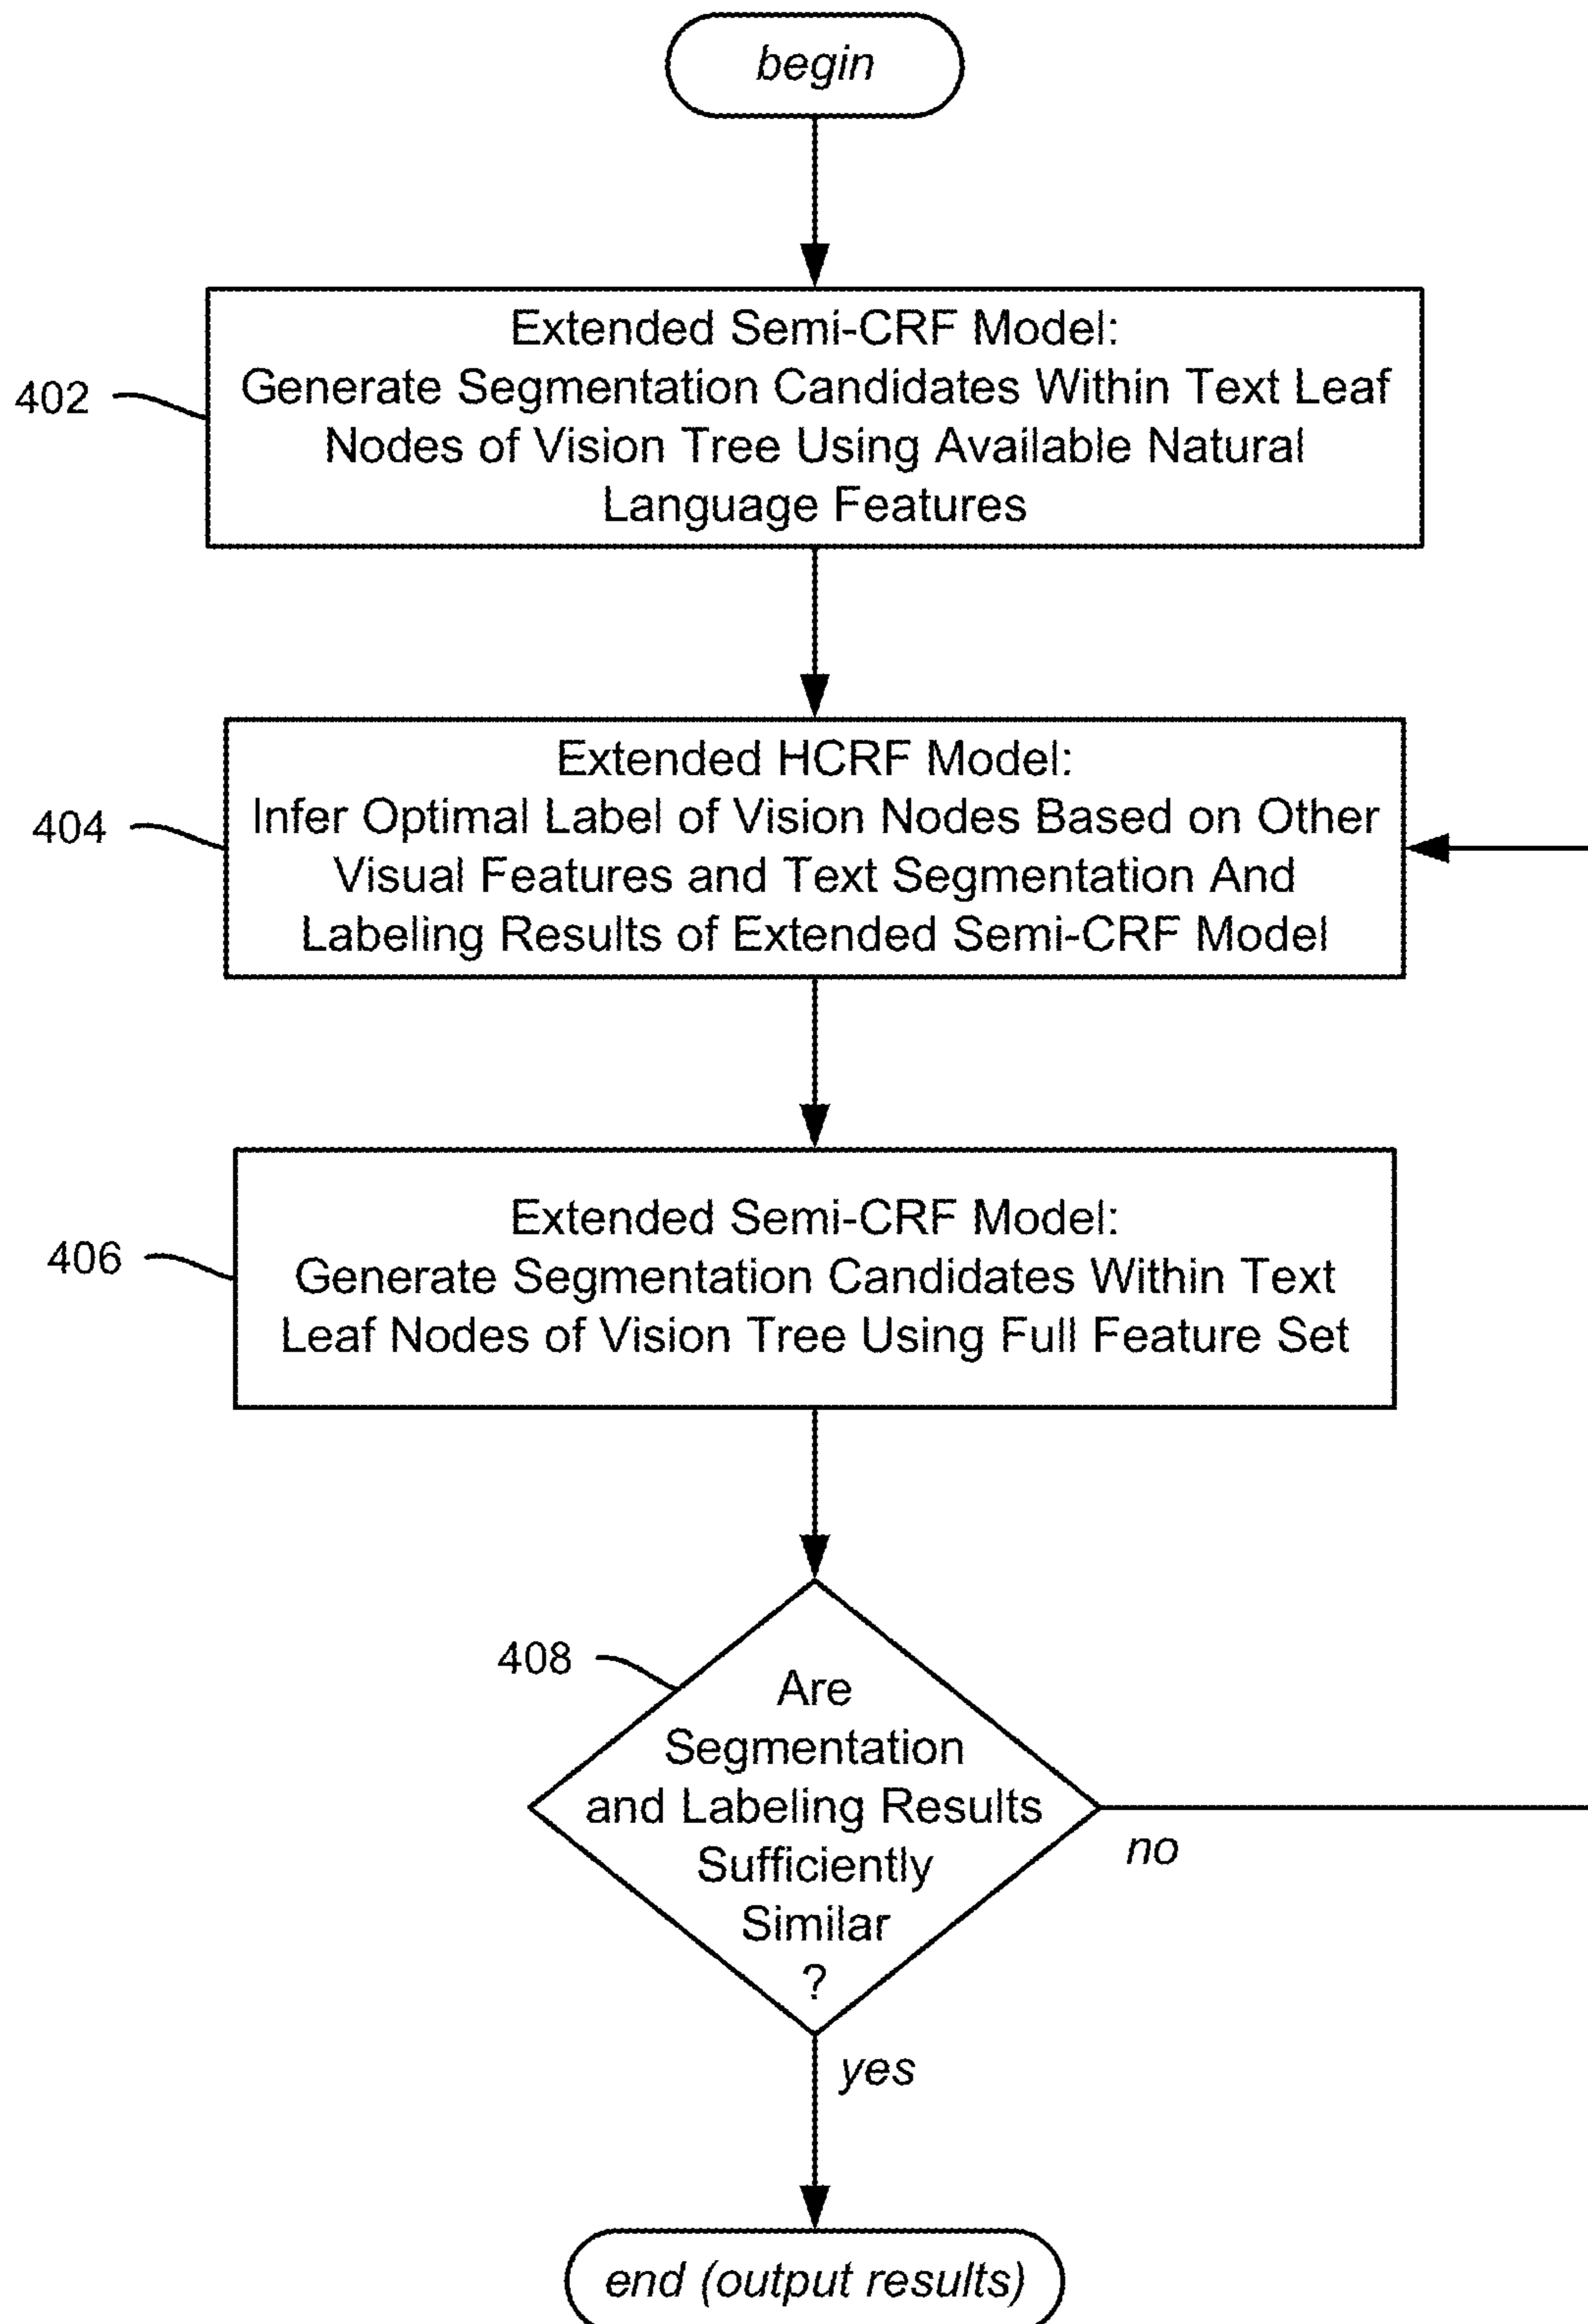 begin
402
Extended Semi-CRF Model:
Generate Segmentation Candidates Within Text Leaf
Nodes of Vision Tree Using Available Natural
Language Features
404
Extended HCRF Model:
Infer Optimal Label of Vision Nodes Based on Other
Visual Features and Text Segmentation And
Labeling Results of Extended Semi-CRF Model
406
Extended Semi-CRF Model:
Generate Segmentation Candidates Within Text
Leaf Nodes of Vision Tree Using Full Feature Set
408
Are
Segmentation
and Labeling Results
Sufficiently
Similar
?
no
yes
end (output results)